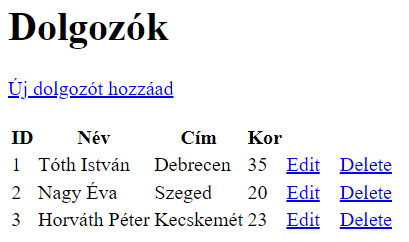 Dolgozók
Új dolgozót hozzáad
ID Név Cím Kor
1 Tóth István Debrecen 35 Edit Delete
2 Nagy Éva Szeged 20 Edit Delete
3 Horváth Péter Kecskemét 23 Edit Delete